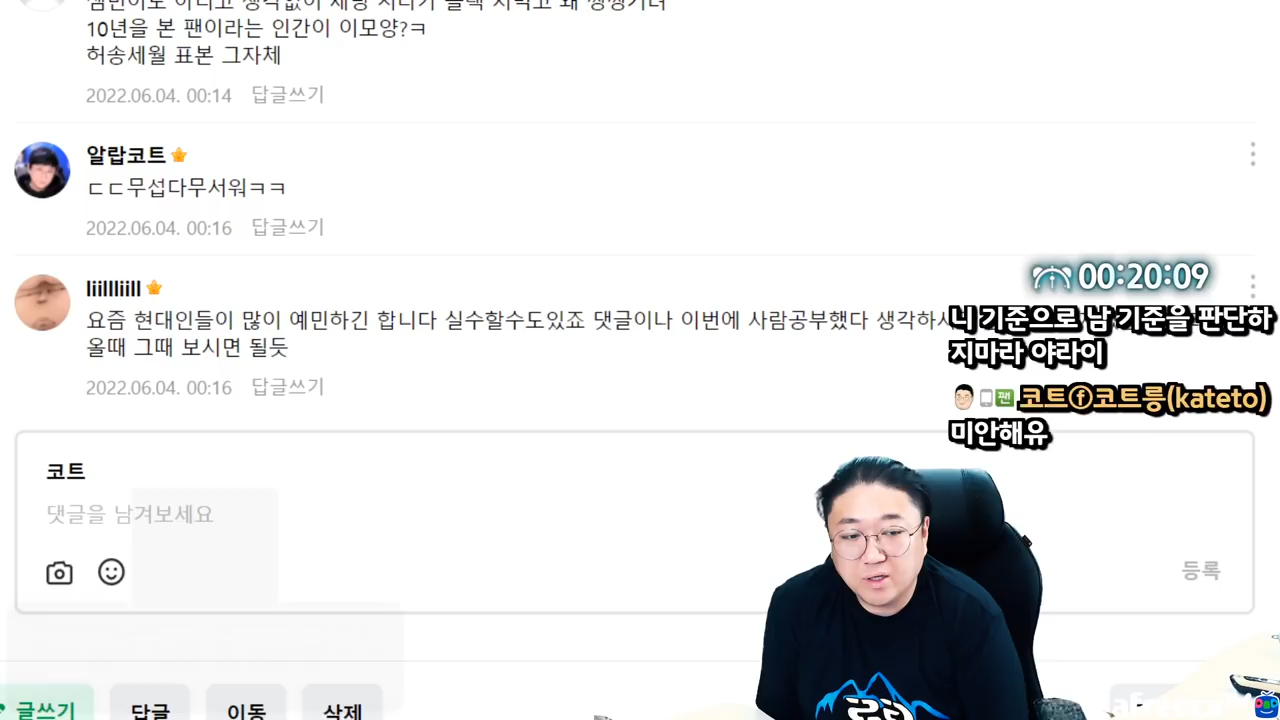 10년을 본 팬이라는 인간이 이모양?ㅋ
허송세월 표본 그자체
2022.06.04. 00:14 답글쓰기
알랍코트
ㄷㄷ무섭다무서워ㅋㅋ
2022.06.04. 00:16 답글쓰기
liillliill
요즘 현대인들이 많이 예민하긴 합니다 실수할수도있죠 댓글이나 이번에 사람공부했다 생각하시
올때 그때 보시면 될듯
2022.06.04. 00:16 답글쓰기
00:20:09
니 기준으로 남 기준을 판단하
지마라 야라이
팬 코트ⓕ코트릉(kateto)
미안해유
코트
댓글을 남겨보세요
등록
글쓰기 답글 이동 삭제
afreeca